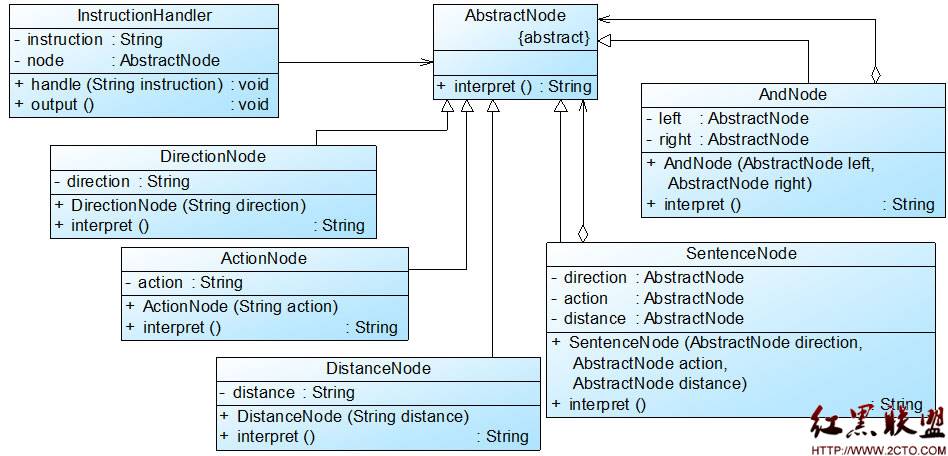 InstructionHandler
- instruction : String
- node : AbstractNode
+ handle (String instruction) : void
+ output () : void
AbstractNode
{abstract}
+ interpret () : String
AndNode
- left : AbstractNode
- right : AbstractNode
+ AndNode (AbstractNode left,
AbstractNode right)
+ interpret () : String
DirectionNode
- direction : String
+ DirectionNode (String direction)
+ interpret () : String
ActionNode
- action : String
+ ActionNode (String action)
+ interpret () : String
SentenceNode
- direction : AbstractNode
- action : AbstractNode
- distance : AbstractNode
+ SentenceNode (AbstractNode direction,
AbstractNode action,
AbstractNode distance)
+ interpret () : String
DistanceNode
- distance : String
+ DistanceNode (String distance)
+ interpret () : String
红黑联盟
HTTP://WWW.2CTO.COM